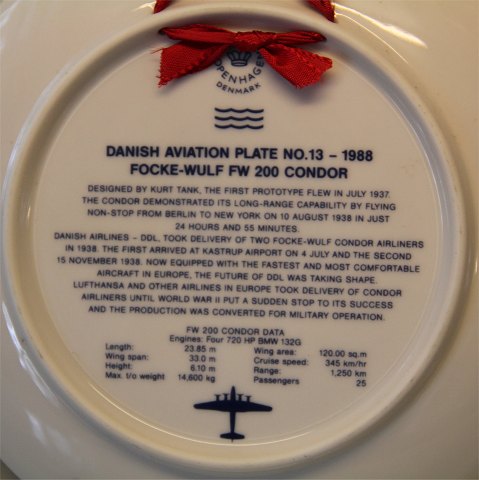 COPENHAGEN
DENMARK
DANISH AVIATION PLATE NO.13 – 1988
FOCKE-WULF FW 200 CONDOR
DESIGNED BY KURT TANK, THE FIRST PROTOTYPE FLEW IN JULY 1937.
THE CONDOR DEMONSTRATED ITS LONG-RANGE CAPABILITY BY FLYING
NON-STOP FROM BERLIN TO NEW YORK ON 10 AUGUST 1938 IN JUST
24 HOURS AND 55 MINUTES.
DANISH AIRLINES – DDL, TOOK DELIVERY OF TWO FOCKE-WULF CONDOR AIRLINERS
IN 1938. THE FIRST ARRIVED AT KASTRUP AIRPORT ON 4 JULY AND THE SECOND
15 NOVEMBER 1938. NOW EQUIPPED WITH THE FASTEST AND MOST COMFORTABLE
AIRCRAFT IN EUROPE, THE FUTURE OF DDL WAS TAKING SHAPE.
LUFTHANSA AND OTHER AIRLINES IN EUROPE TOOK DELIVERY OF CONDOR
AIRLINERS UNTIL WORLD WAR II PUT A SUDDEN STOP TO ITS SUCCESS
AND THE PRODUCTION WAS CONVERTED FOR MILITARY OPERATION.
FW 200 CONDOR DATA
Engines: Four 720 HP BMW 132G
Length: 23.85 m Wing area: 120.00 sq.m
Wing span: 33.0 m Cruise speed: 345 km/hr
Height: 6.10 m Range: 1,250 km
Max. t/o weight 14,600 kg Passengers 25